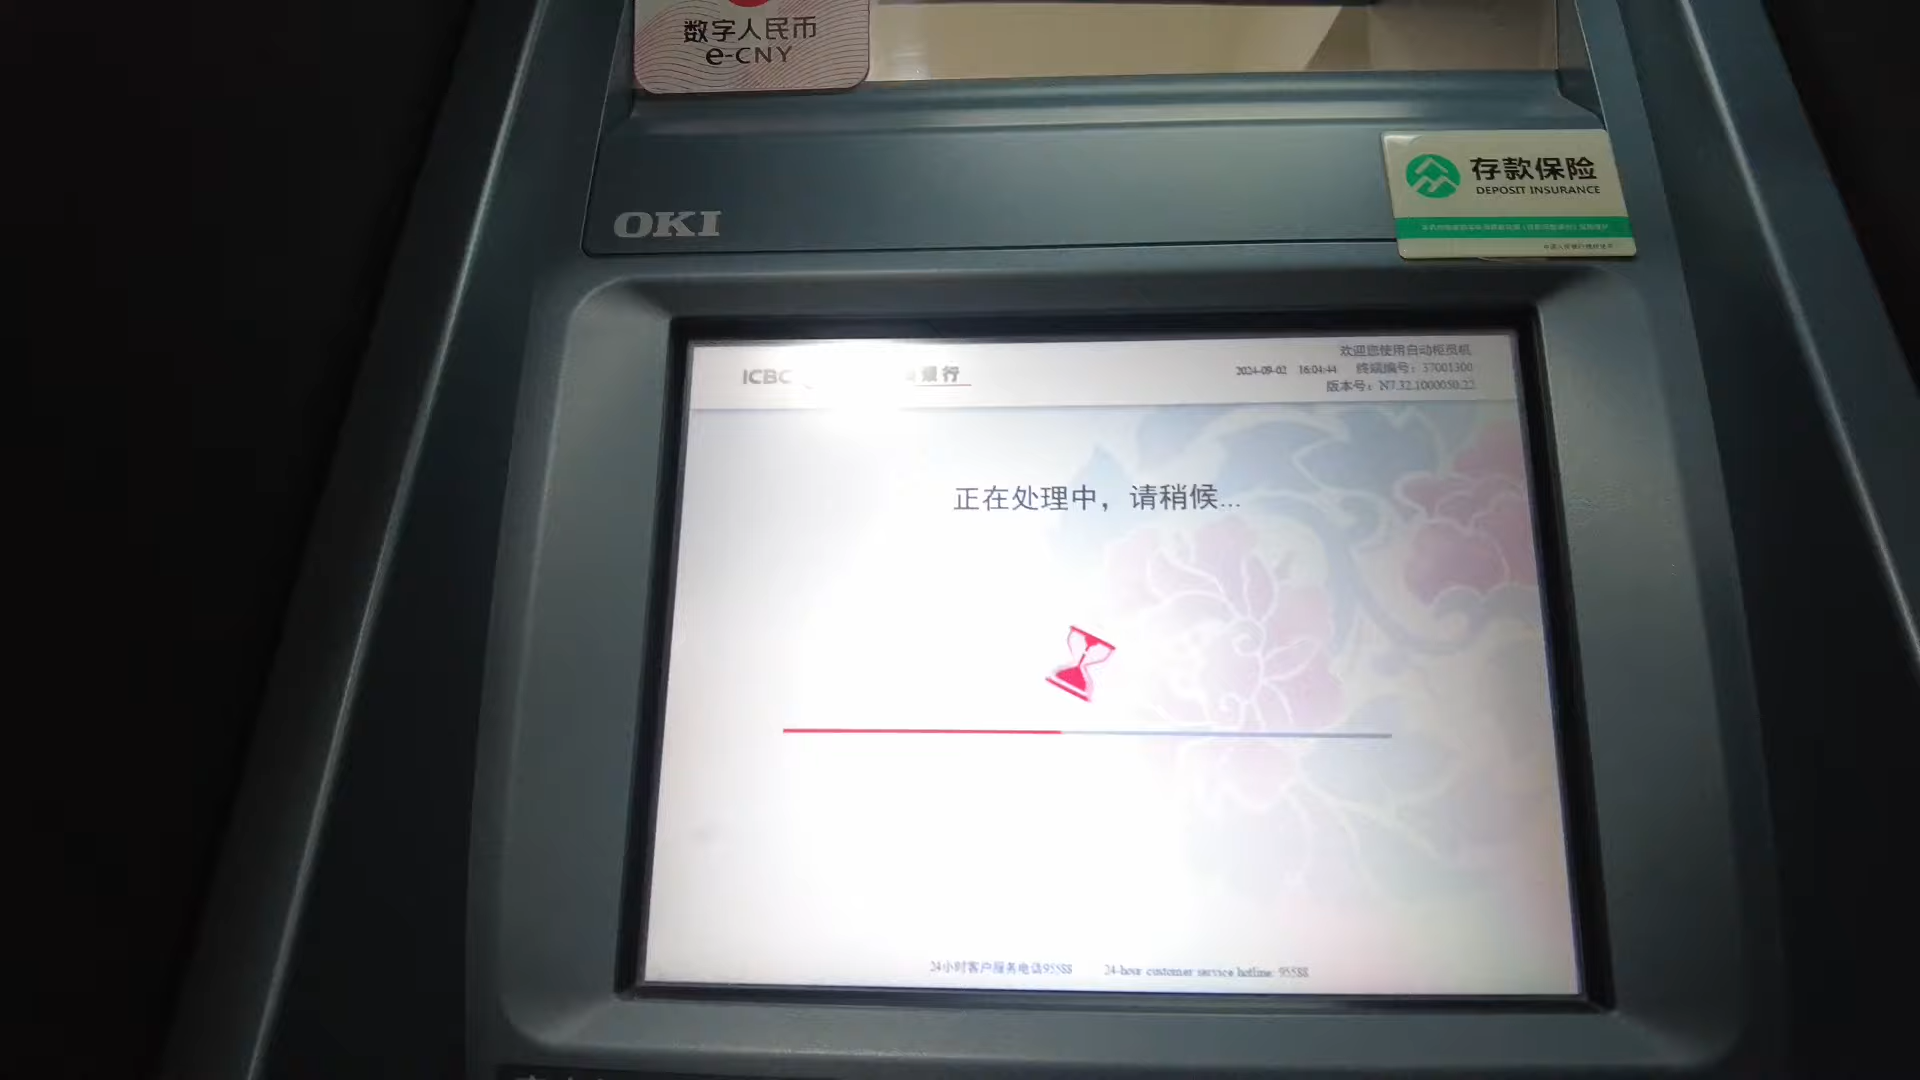 数字人民币
e-CNY
存款保险
DEPOSIT INSURANCE
OKI
ICBC 银行
欢迎您使用自动柜员机
2024-09-02 16:04:44 终端编号：37001300
版本号：N7.32.1000050.22
正在处理中，请稍候...
24小时客户服务电话95588 24-hour customer service hotline: 95588